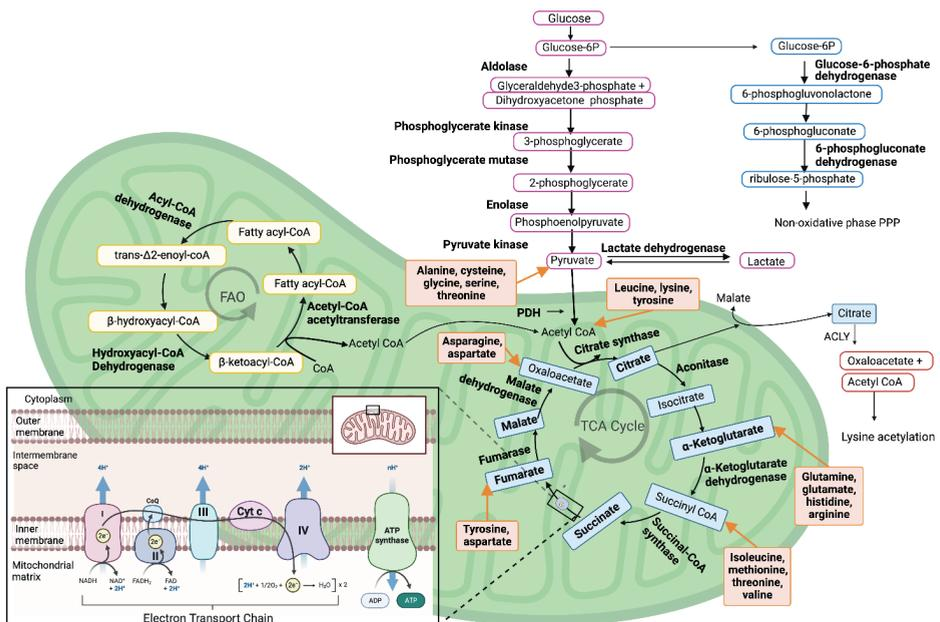 Glucose
Glucose-6P
Glucose-6P
Aldolase
Glucose-6-phosphate
dehydrogenase
Glyceraldehyde3-phosphate +
Dihydroxyacetone phosphate
6-phosphogluvonolactone
Phosphoglycerate kinase
3-phosphoglycerate
6-phosphogluconate
Phosphoglycerate mutase
6-phosphogluconate
dehydrogenase
2-phosphoglycerate
ribulose-5-phosphate
Enolase
Phosphoenolpyruvate
Non-oxidative phase PPP
Pyruvate kinase
Lactate dehydrogenase
Pyruvate
Lactate
Alanine, cysteine,
glycine, serine,
threonine
Leucine, lysine,
tyrosine
PDH
Acetyl CoA
Malate
Citrate
ACLY
Oxaloacetate +
Acetyl CoA
Lysine acetylation
Acyl-CoA
dehydrogenase
Fatty acyl-CoA
trans-Δ2-enoyl-coA
FAO
Fatty acyl-CoA
Acetyl-CoA
acetyltransferase
β-hydroxyacyl-CoA
Hydroxyacyl-CoA
Dehydrogenase
β-ketoacyl-CoA
Acetyl CoA
CoA
Asparagine,
aspartate
Citrate synthase
Oxaloacetate
Citrate
Aconitase
Malate
dehydrogenase
Isocitrate
TCA Cycle
Malate
α-Ketoglutarate
Fumarase
α-Ketoglutarate
dehydrogenase
Fumarate
Glutamine,
glutamate,
histidine,
arginine
Succinyl CoA
Succinate
Succinal-CoA
synthase
Tyrosine,
aspartate
Isoleucine,
methionine,
threonine,
valine
Cytoplasm
Outer
membrane
Intermembrane
space
4H⁺
4H⁺
2H⁺
nH⁺
CoQ
I
III
Cyt c
IV
ATP
synthase
Inner
membrane
2e⁻
2e⁻
II
Mitochondrial
matrix
NADH
NAD⁺
+ 2H⁺
FADH₂
FAD
+ 2H⁺
[ 2H⁺ + 1/2O₂ + 2e⁻ → H₂O ] x 2
ADP
ATP
Electron Transport Chain